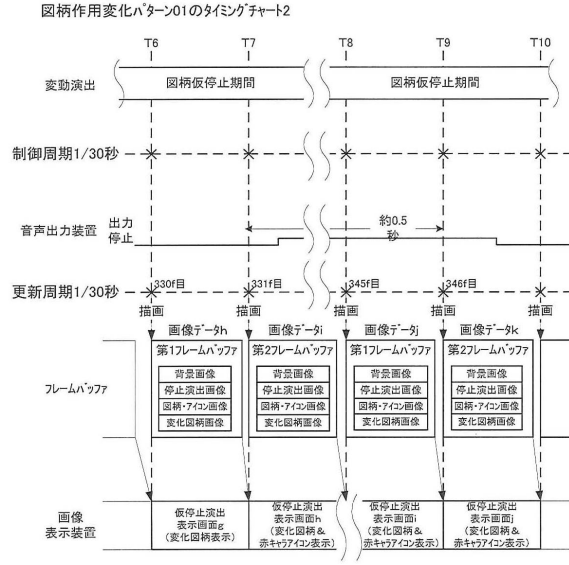 図柄作用変化パターン01のタイミングチャート2
T6
T7
T8
T9
T10
変動演出
図柄仮停止期間
図柄仮停止期間
制御周期1/30秒
音声出力装置
出力
停止
約0.5
秒
更新周期1/30秒
330f目
331f目
345f目
346f目
描画
描画
描画
描画
描画
画像データh
画像データi
画像データj
画像データk
フレームバッファ
第1フレームバッファ
背景画像
停止演出画像
図柄・アイコン画像
変化図柄画像
第2フレームバッファ
背景画像
停止演出画像
図柄・アイコン画像
変化図柄画像
第1フレームバッファ
背景画像
停止演出画像
図柄・アイコン画像
変化図柄画像
第2フレームバッファ
背景画像
停止演出画像
図柄・アイコン画像
変化図柄画像
画像
表示装置
仮停止演出
表示画面g
(変化図柄表示)
仮停止演出
表示画面h
(変化図柄&
赤キャラアイコン表示)
仮停止演出
表示画面i
(変化図柄&
赤キャラアイコン表示)
仮停止演出
表示画面j
(変化図柄&
赤キャラアイコン表示)